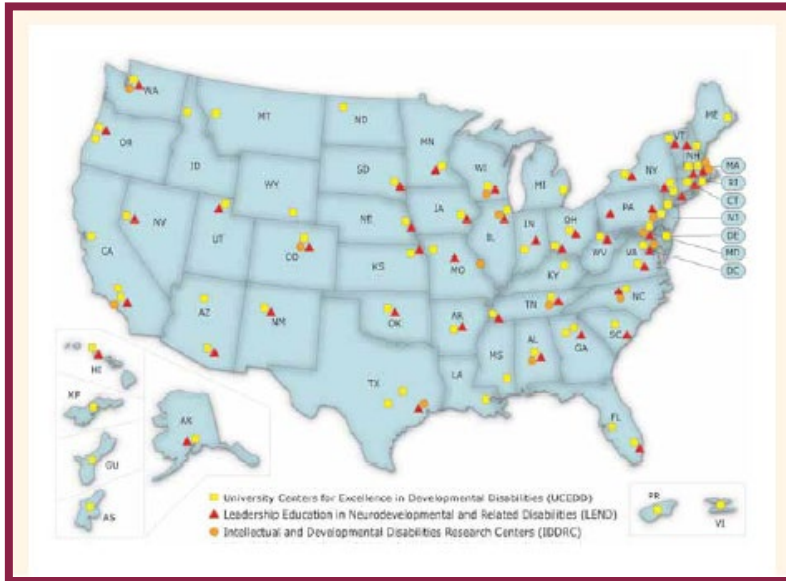 WA
MT
ND
MN
ME
VT
NH
OR
ID
SD
WI
NY
MA
WY
MI
RI
CT
NE
IA
PA
NJ
NV
UT
IL
IN
OH
DE
CA
CO
WV
MD
KS
MO
KY
DC
NC
TN
AZ
NM
OK
AR
SC
MS
AL
GA
HI
LA
TX
KP
AK
FL
GU
AS
University Centers for Excellence in Developmental Disabilities (UCEDD)
Leadership Education in Neurodevelopmental and Related Disabilities (LEND)
Intellectual and Developmental Disabilities Research Centers (IDDRC)
PR
VI